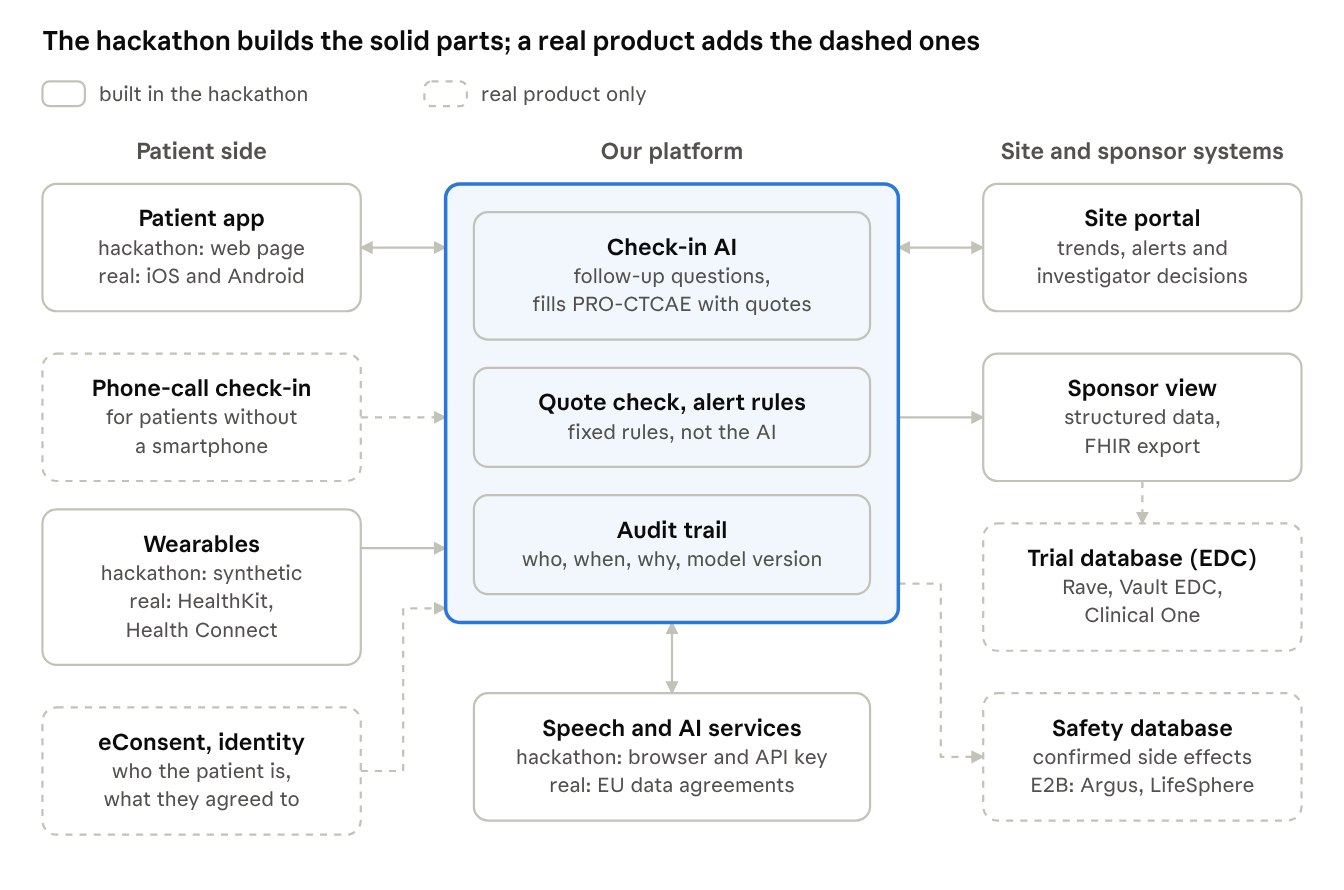 The hackathon builds the solid parts; a real product adds the dashed ones
built in the hackathon
real product only
Patient side
Our platform
Site and sponsor systems
Patient app
hackathon: web page
real: iOS and Android
Phone-call check-in
for patients without
a smartphone
Wearables
hackathon: synthetic
real: HealthKit,
Health Connect
eConsent, identity
who the patient is,
what they agreed to
Check-in AI
follow-up questions,
fills PRO-CTCAE with quotes
Quote check, alert rules
fixed rules, not the AI
Audit trail
who, when, why, model version
Speech and AI services
hackathon: browser and API key
real: EU data agreements
Site portal
trends, alerts and
investigator decisions
Sponsor view
structured data,
FHIR export
Trial database (EDC)
Rave, Vault EDC,
Clinical One
Safety database
confirmed side effects
E2B: Argus, LifeSphere